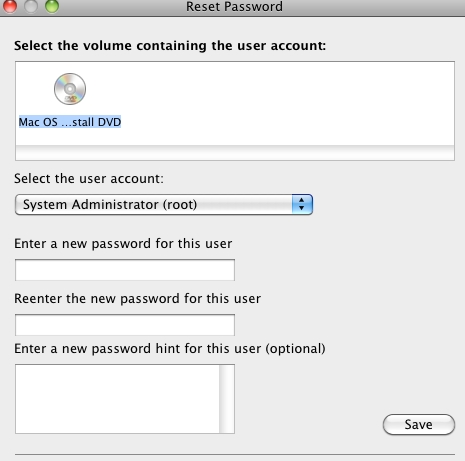 Reset Password
Select the volume containing the user account:
Mac OS ...stall DVD
Select the user account:
System Administrator (root)
Enter a new password for this user
Reenter the new password for this user
Enter a new password hint for this user (optional)
Save